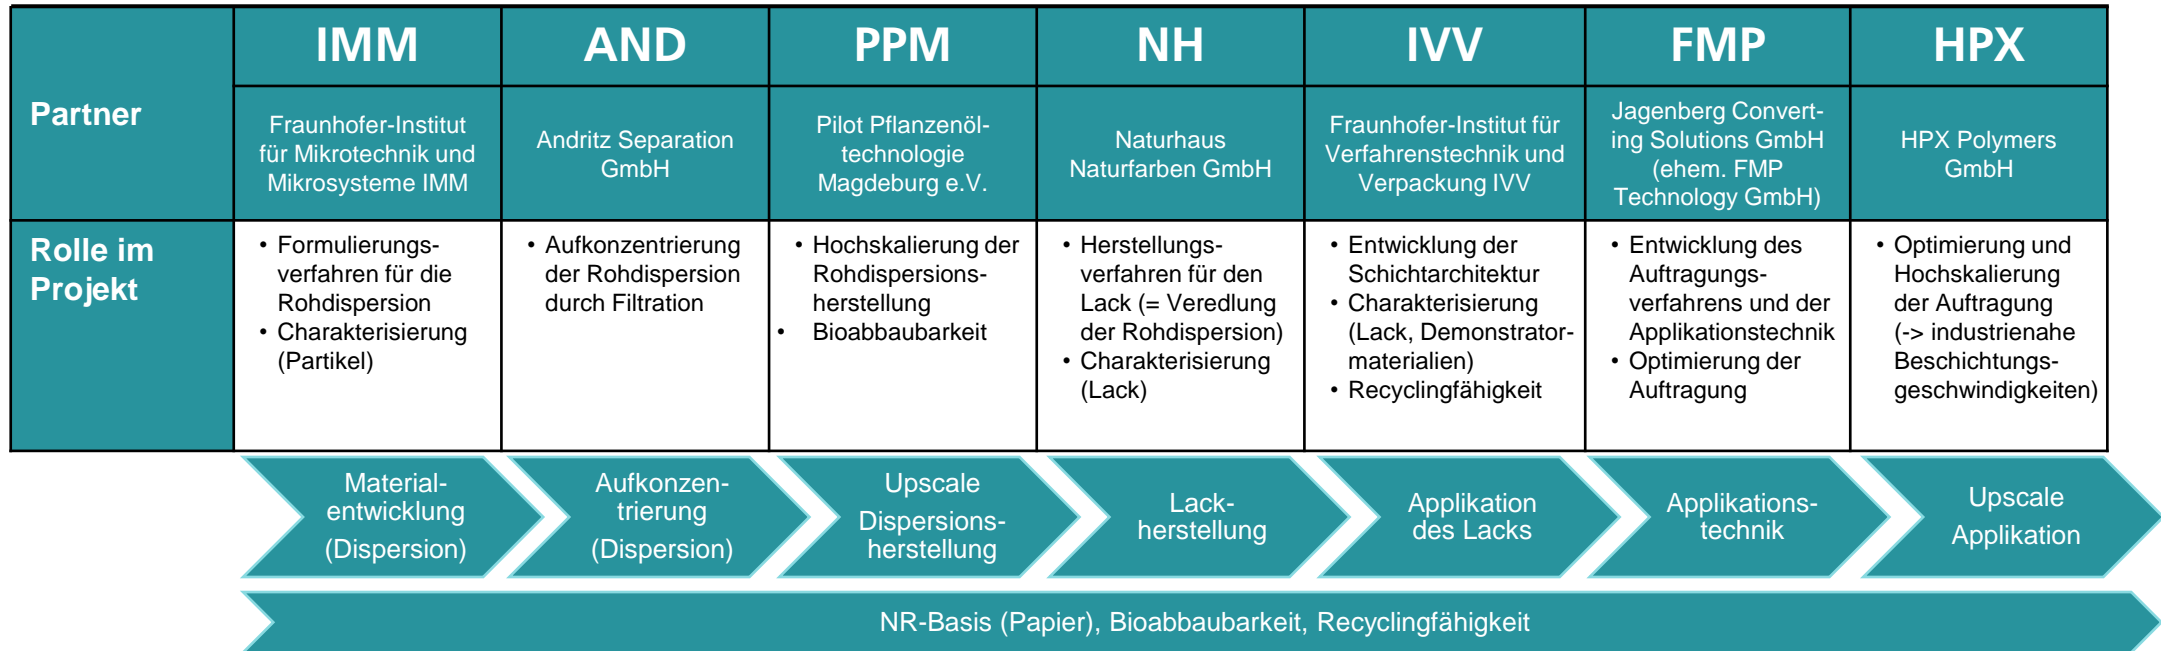 Partner
IMM
AND
PPM
NH
IVV
FMP
HPX
Fraunhofer-Institut
für Mikrotechnik und
Mikrosysteme IMM
Andritz Separation
GmbH
Pilot Pflanzenöl-
technologie
Magdeburg e.V.
Naturhaus
Naturfarben GmbH
Fraunhofer-Institut für
Verfahrenstechnik und
Verpackung IVV
Jagenberg Convert-
ing Solutions GmbH
(ehem. FMP
Technology GmbH)
HPX Polymers
GmbH
Rolle im
Projekt
• Formulierungs-
verfahren für die
Rohdispersion
• Charakterisierung
(Partikel)
• Aufkonzentrierung
der Rohdispersion
durch Filtration
• Hochskalierung der
Rohdispersions-
herstellung
• Bioabbaubarkeit
• Herstellungs-
verfahren für den
Lack (= Veredlung
der Rohdispersion)
• Charakterisierung
(Lack)
• Entwicklung der
Schichtarchitektur
• Charakterisierung
(Lack, Demonstrator-
materialien)
• Recyclingfähigkeit
• Entwicklung des
Auftragungs-
verfahrens und der
Applikationstechnik
• Optimierung der
Auftragung
• Optimierung und
Hochskalierung
der Auftragung
(-> industrienahe
Beschichtungs-
geschwindigkeiten)
Material-
entwicklung
(Dispersion)
Aufkonzen-
trierung
(Dispersion)
Upscale
Dispersions-
herstellung
Lack-
herstellung
Applikation
des Lacks
Applikations-
technik
Upscale
Applikation
NR-Basis (Papier), Bioabbaubarkeit, Recyclingfähigkeit